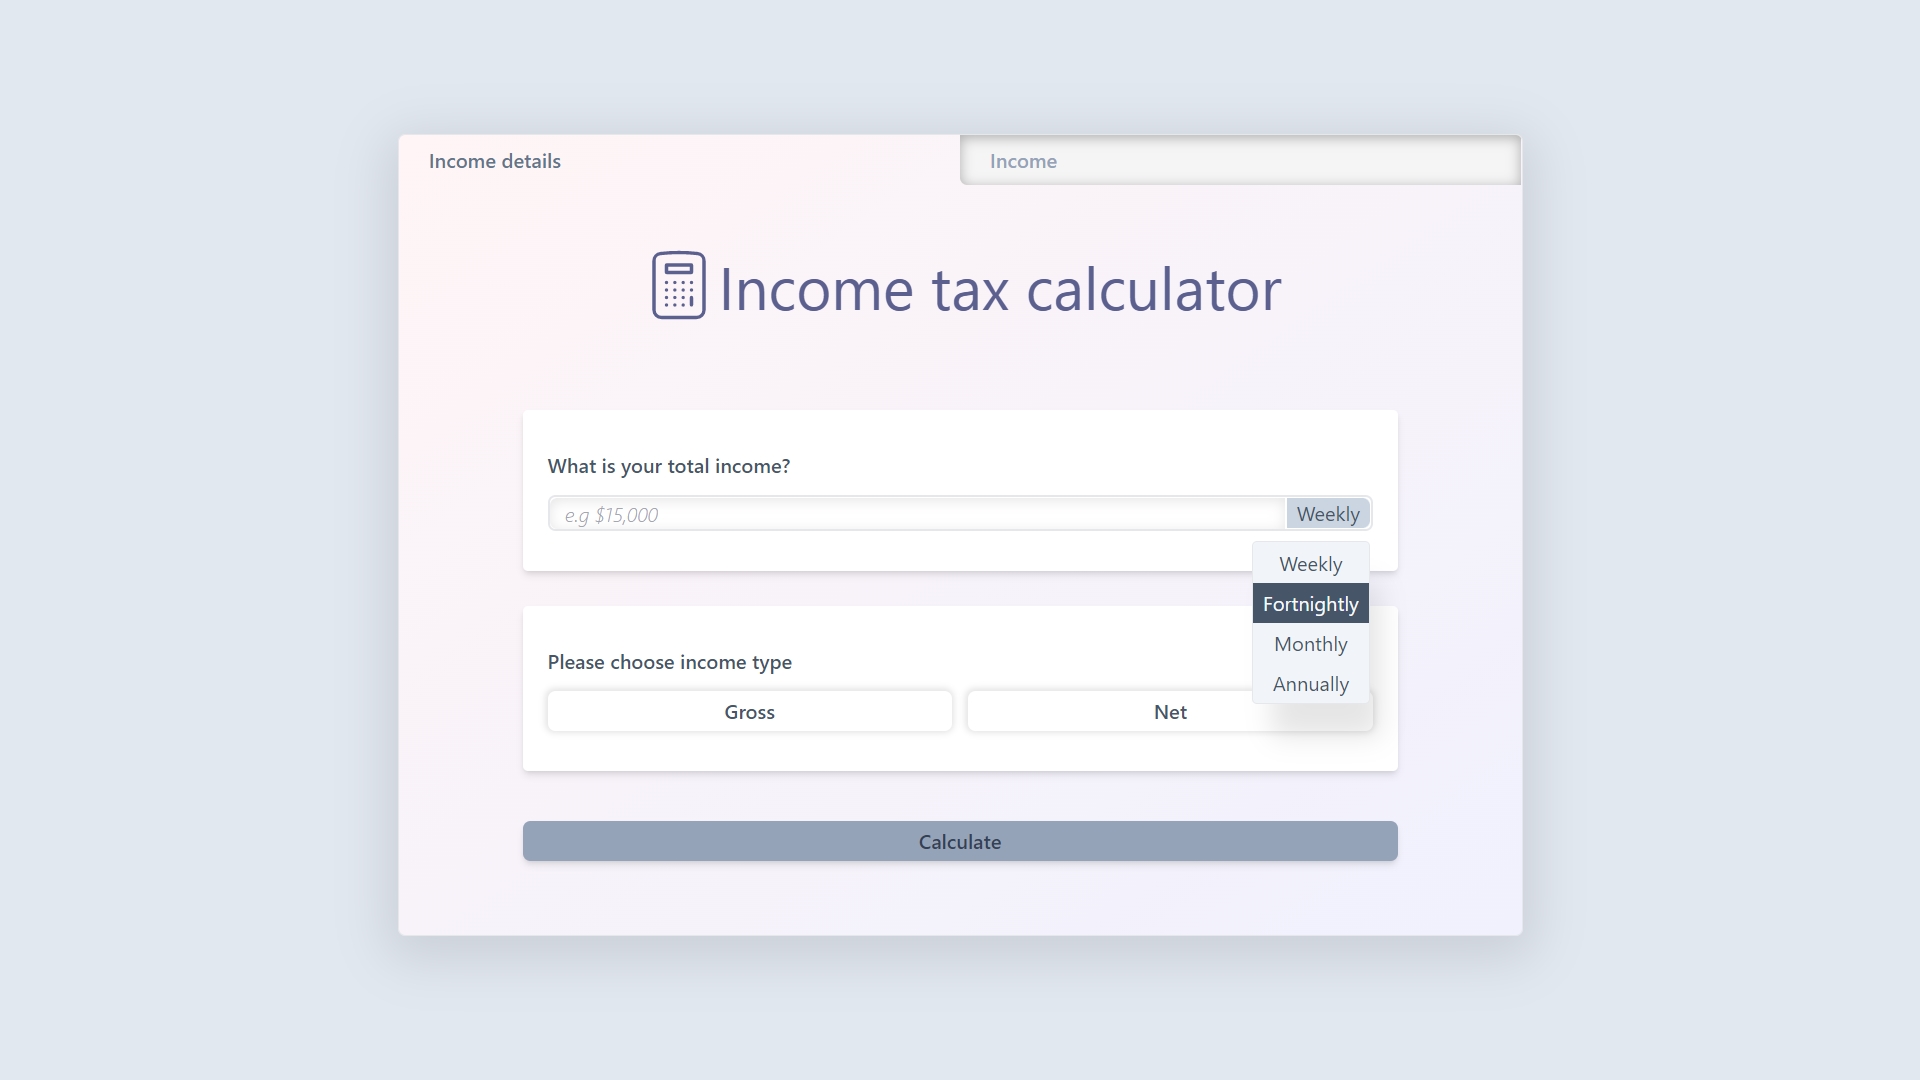 Income details
Income
Income tax calculator
What is your total income?
e.g $15,000
Weekly
Weekly
Fortnightly
Monthly
Annually
Please choose income type
Gross
Net
Calculate